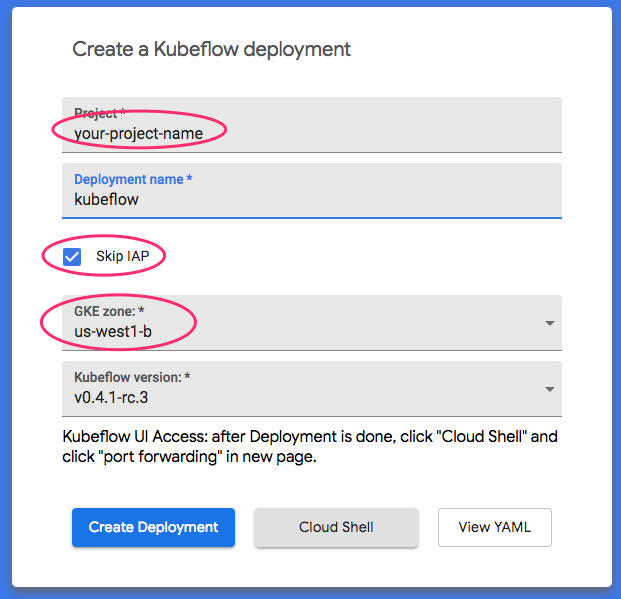 Create a Kubeflow deployment
Project *
your-project-name
Deployment name *
kubeflow
Skip IAP
GKE zone: *
us-west1-b
Kubeflow version: *
v0.4.1-rc.3
Kubeflow UI Access: after Deployment is done, click "Cloud Shell" and
click "port forwarding" in new page.
Create Deployment
Cloud Shell
View YAML